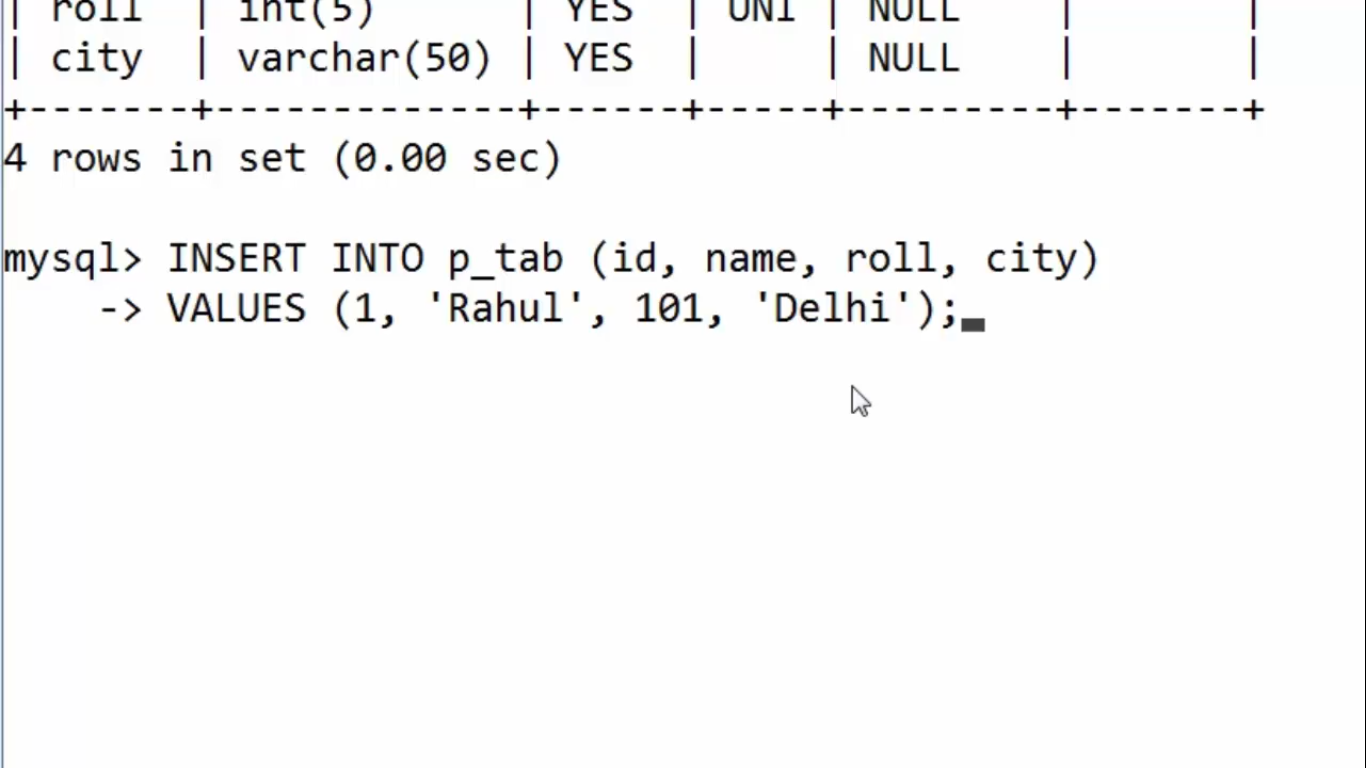 | roll  | int(5)      | YES  | UNI | NULL    |       |
| city  | varchar(50) | YES  |     | NULL    |       |
+-------+-------------+------+-----+---------+-------+
4 rows in set (0.00 sec)
mysql> INSERT INTO p_tab (id, name, roll, city)
    -> VALUES (1, 'Rahul', 101, 'Delhi');